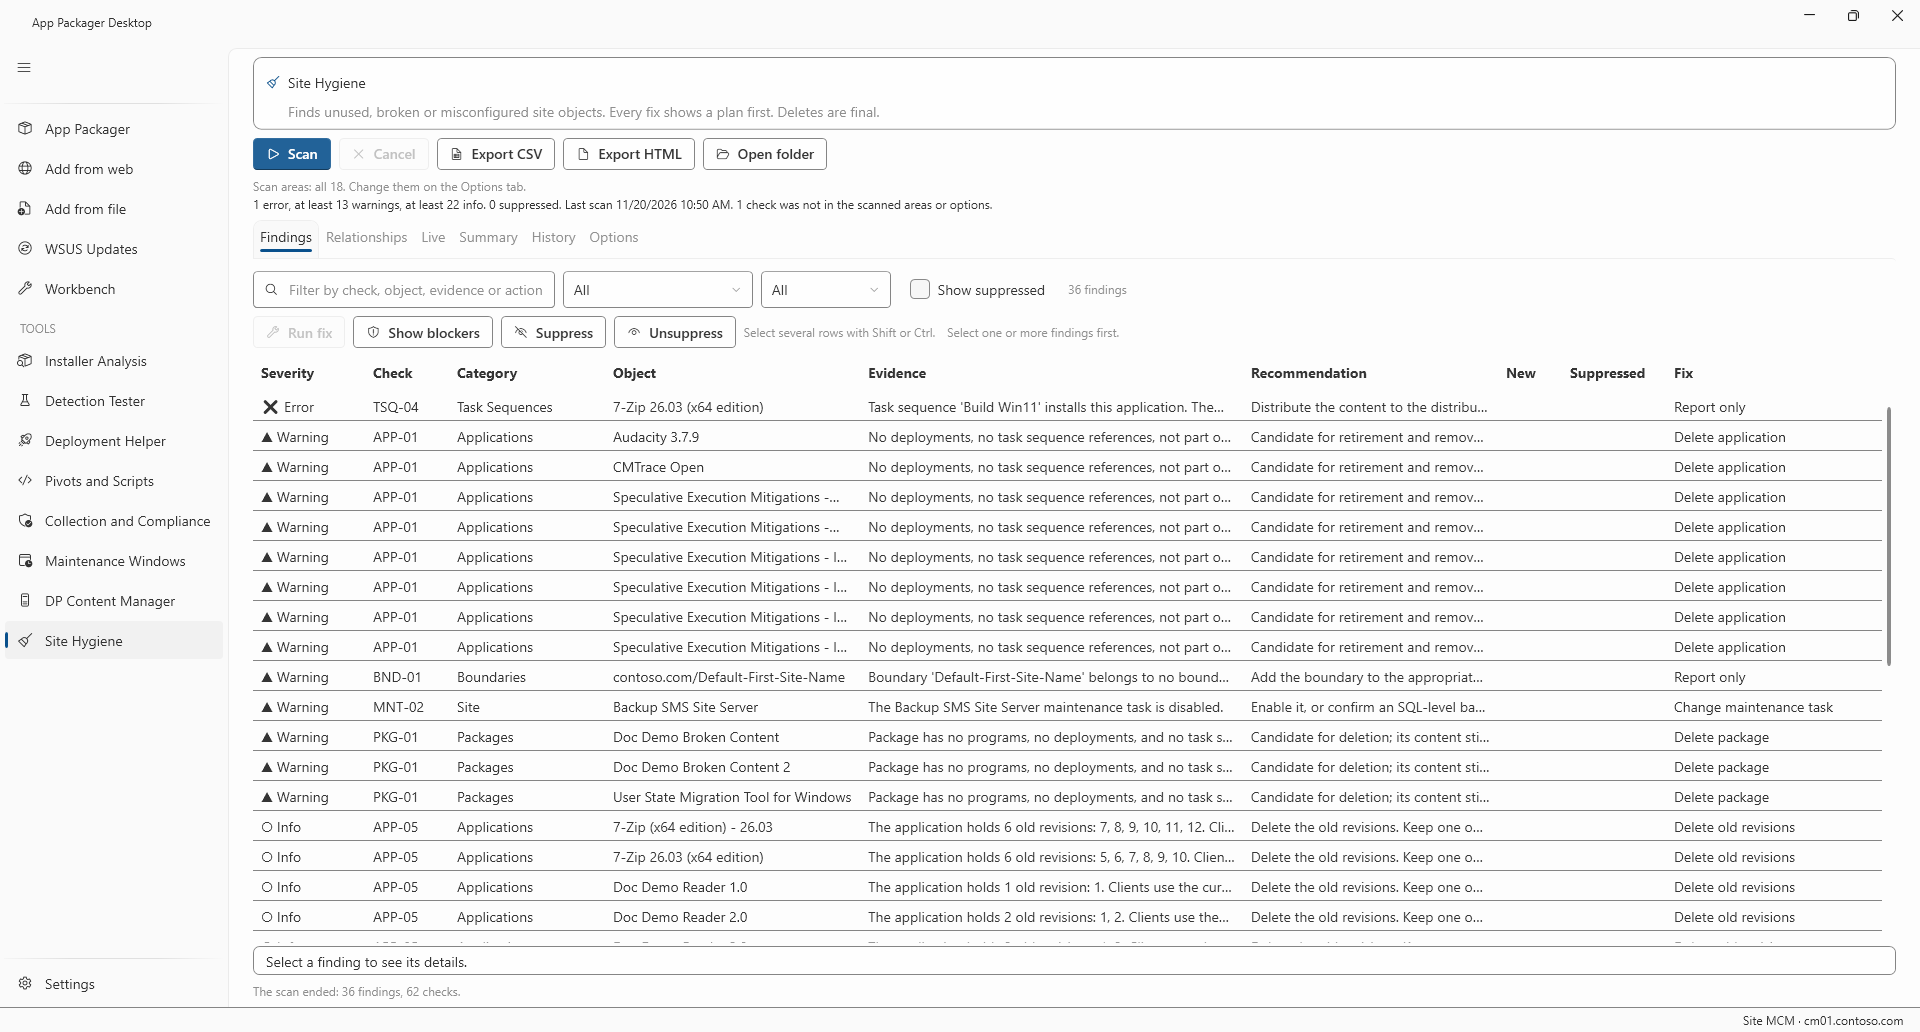 App Packager Desktop
Site Hygiene
Finds unused, broken or misconfigured site objects. Every fix shows a plan first. Deletes are final.
App Packager
Add from web
Add from file
WSUS Updates
Workbench
TOOLS
Installer Analysis
Detection Tester
Deployment Helper
Pivots and Scripts
Collection and Compliance
Maintenance Windows
DP Content Manager
Site Hygiene
Settings
Scan Cancel Export CSV Export HTML Open folder
Scan areas: all 18. Change them on the Options tab.
1 error, at least 13 warnings, at least 22 info. 0 suppressed. Last scan 11/20/2026 10:50 AM. 1 check was not in the scanned areas or options.
Findings Relationships Live Summary History Options
Filter by check, object, evidence or action All All Show suppressed 36 findings
Run fix Show blockers Suppress Unsuppress Select several rows with Shift or Ctrl. Select one or more findings first.
Severity Check Category Object Evidence Recommendation New Suppressed Fix
Error TSQ-04 Task Sequences 7-Zip 26.03 (x64 edition) Task sequence 'Build Win11' installs this application. The... Distribute the content to the distribu... Report only
Warning APP-01 Applications Audacity 3.7.9 No deployments, no task sequence references, not part o... Candidate for retirement and remov... Delete application
Warning APP-01 Applications CMTrace Open No deployments, no task sequence references, not part o... Candidate for retirement and remov... Delete application
Warning APP-01 Applications Speculative Execution Mitigations -... No deployments, no task sequence references, not part o... Candidate for retirement and remov... Delete application
Warning APP-01 Applications Speculative Execution Mitigations -... No deployments, no task sequence references, not part o... Candidate for retirement and remov... Delete application
Warning APP-01 Applications Speculative Execution Mitigations - I... No deployments, no task sequence references, not part o... Candidate for retirement and remov... Delete application
Warning APP-01 Applications Speculative Execution Mitigations - I... No deployments, no task sequence references, not part o... Candidate for retirement and remov... Delete application
Warning APP-01 Applications Speculative Execution Mitigations - I... No deployments, no task sequence references, not part o... Candidate for retirement and remov... Delete application
Warning APP-01 Applications Speculative Execution Mitigations - I... No deployments, no task sequence references, not part o... Candidate for retirement and remov... Delete application
Warning BND-01 Boundaries contoso.com/Default-First-Site-Name Boundary 'Default-First-Site-Name' belongs to no bound... Add the boundary to the appropriat... Report only
Warning MNT-02 Site Backup SMS Site Server The Backup SMS Site Server maintenance task is disabled. Enable it, or confirm an SQL-level ba... Change maintenance task
Warning PKG-01 Packages Doc Demo Broken Content Package has no programs, no deployments, and no task s... Candidate for deletion; its content sti... Delete package
Warning PKG-01 Packages Doc Demo Broken Content 2 Package has no programs, no deployments, and no task s... Candidate for deletion; its content sti... Delete package
Warning PKG-01 Packages User State Migration Tool for Windows Package has no programs, no deployments, and no task s... Candidate for deletion; its content sti... Delete package
Info APP-05 Applications 7-Zip (x64 edition) - 26.03 The application holds 6 old revisions: 7, 8, 9, 10, 11, 12. Cli... Delete the old revisions. Keep one o... Delete old revisions
Info APP-05 Applications 7-Zip 26.03 (x64 edition) The application holds 6 old revisions: 5, 6, 7, 8, 9, 10. Clien... Delete the old revisions. Keep one o... Delete old revisions
Info APP-05 Applications Doc Demo Reader 1.0 The application holds 1 old revision: 1. Clients use the cur... Delete the old revisions. Keep one o... Delete old revisions
Info APP-05 Applications Doc Demo Reader 2.0 The application holds 2 old revisions: 1, 2. Clients use the... Delete the old revisions. Keep one o... Delete old revisions
Select a finding to see its details.
The scan ended: 36 findings, 62 checks.
Site MCM · cm01.contoso.com